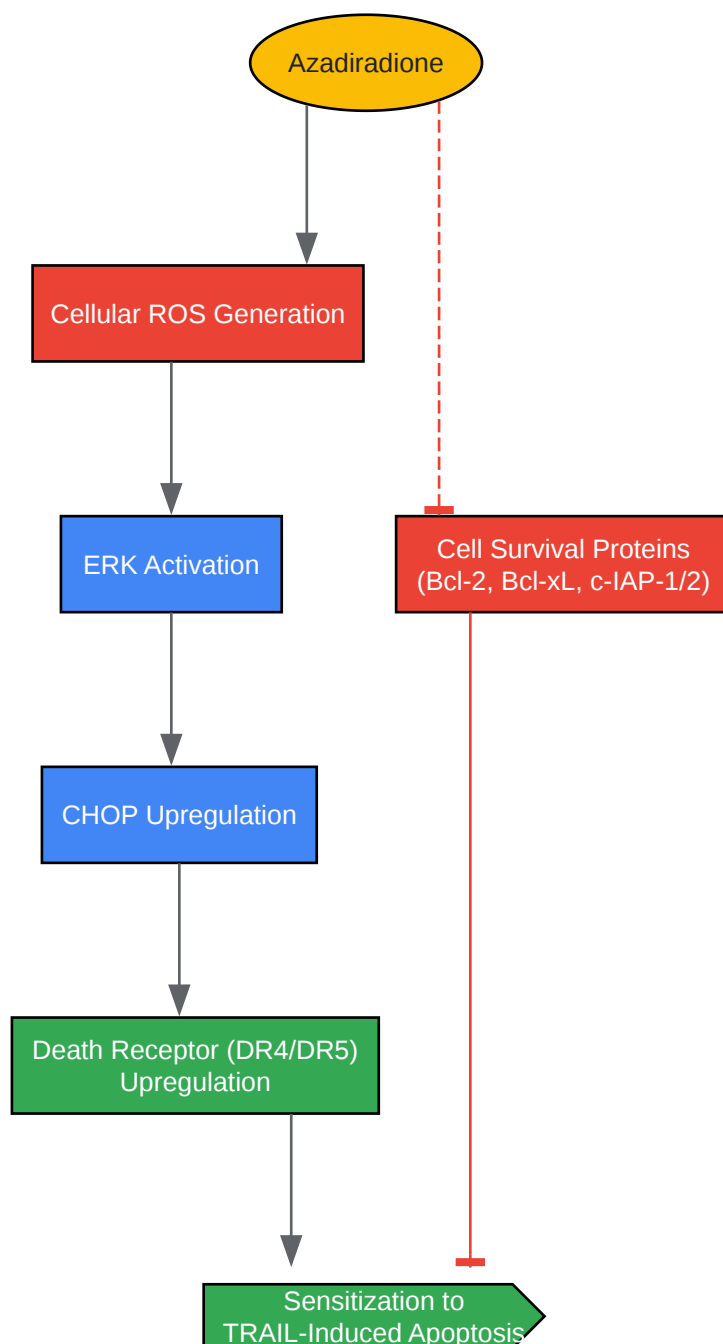 Azadiradione
Cellular ROS Generation
ERK Activation
Cell Survival Proteins
(Bcl-2, Bcl-xL, c-IAP-1/2)
CHOP Upregulation
Death Receptor (DR4/DR5)
Upregulation
Sensitization to
TRAIL-Induced Apoptosis